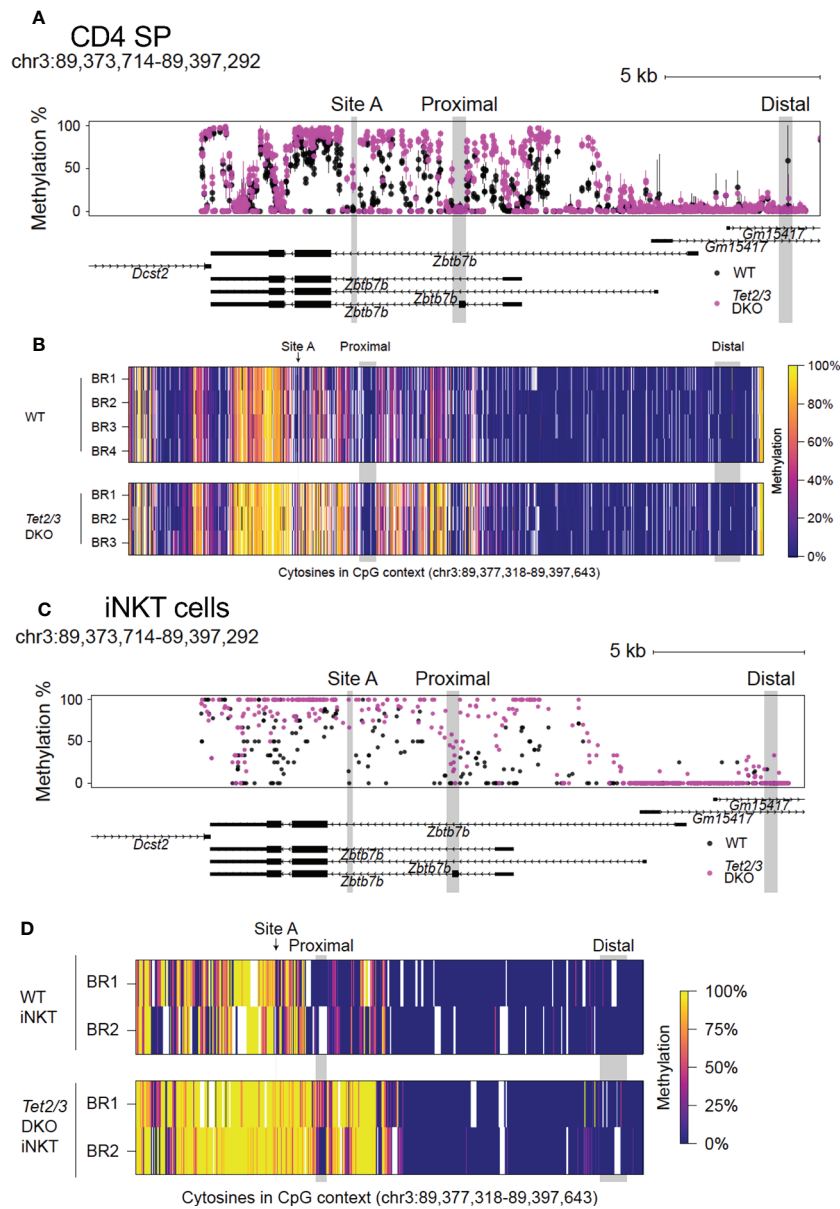 A
CD4 SP
chr3:89,373,714-89,397,292
5 kb
Site A Proximal Distal
Methylation %
100
50
0
Gm15417
Gm15417
Zbtb7b
Dcst2
Zbtb7b
Zbtb7b
Zbtb7b
WT
Tet2/3
DKO
B
Site A Proximal Distal
WT
BR1
BR2
BR3
BR4
Tet2/3
DKO
BR1
BR2
BR3
Methylation
100%
80%
60%
40%
20%
0%
Cytosines in CpG context (chr3:89,377,318-89,397,643)
C
iNKT cells
chr3:89,373,714-89,397,292
5 kb
Site A Proximal Distal
Methylation %
100
50
0
Gm15417
Gm15417
Zbtb7b
Dcst2
Zbtb7b
Zbtb7b
Zbtb7b
WT
Tet2/3
DKO
D
Site A
Proximal Distal
WT
iNKT
BR1
BR2
Tet2/3
DKO
iNKT
BR1
BR2
Methylation
100%
75%
50%
25%
0%
Cytosines in CpG context (chr3:89,377,318-89,397,643)